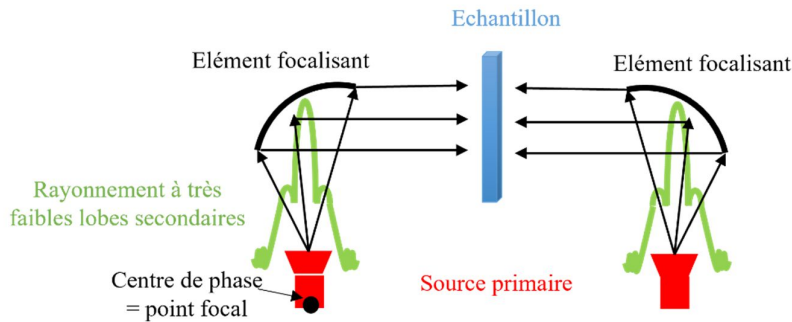 Echantillon
Elément focalisant
Elément focalisant
Rayonnement à très
faibles lobes secondaires
Centre de phase
= point focal
Source primaire